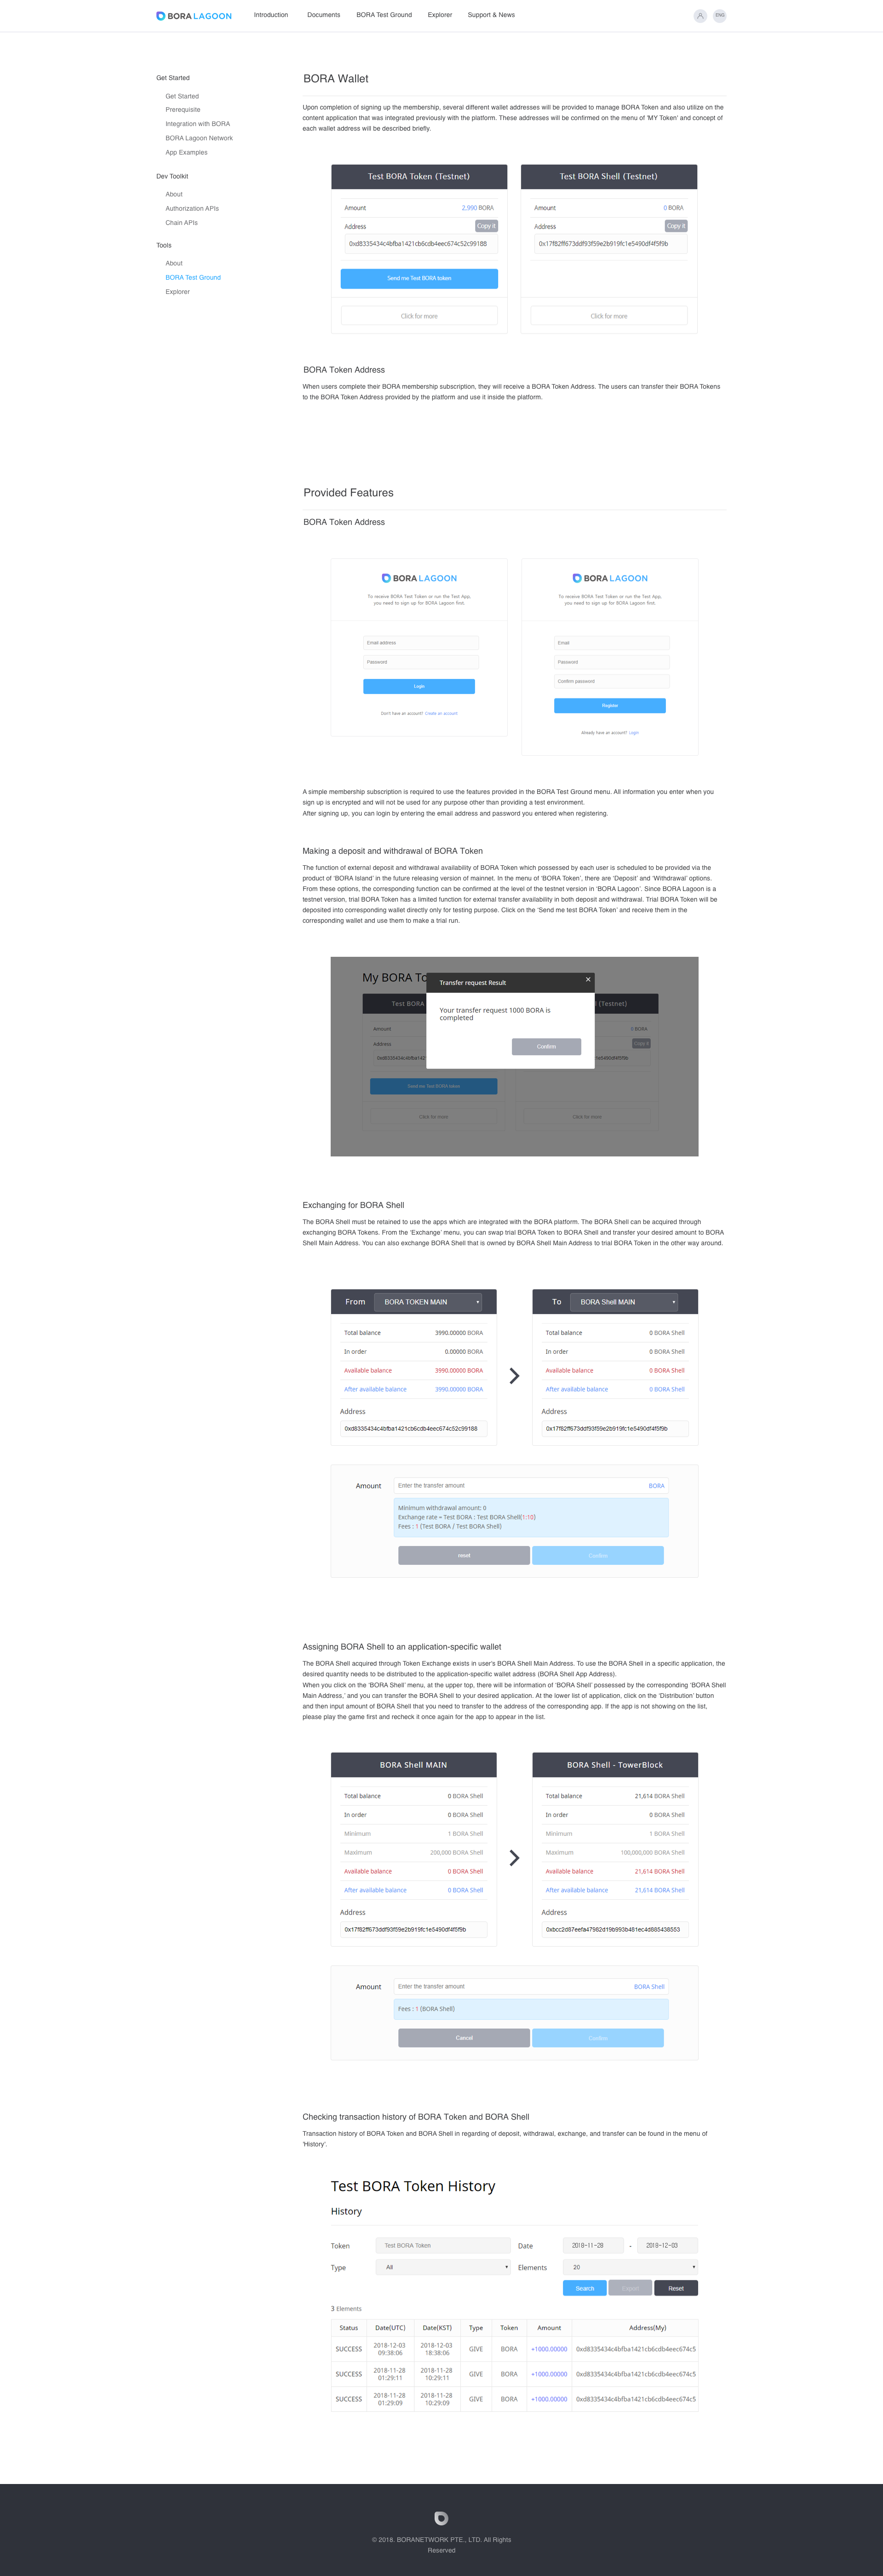 BORA LAGOON
Introduction Documents BORA Test Ground Explorer Support & News
ENG
Get Started
Get Started
Prerequisite
Integration with BORA
BORA Lagoon Network
App Examples
Dev Toolkit
About
Authorization APIs
Chain APIs
Tools
About
BORA Test Ground
Explorer
BORA Wallet
Upon completion of signing up the membership, several different wallet addresses will be provided to manage BORA Token and also utilize on the
content application that was integrated previously with the platform. These addresses will be confirmed on the menu of 'MY Token' and concept of
each wallet address will be described briefly.
Test BORA Token (Testnet)
Amount 2,990 BORA
Address Copy it
0xd8335434c4bfba1421cb6cdb4eec674c52c99188
Send me Test BORA token
Click for more
Test BORA Shell (Testnet)
Amount 0 BORA
Address Copy it
0x17f82ff673ddf93f59e2b919fc1e5490df4f5f9b
Click for more
BORA Token Address
When users complete their BORA membership subscription, they will receive a BORA Token Address. The users can transfer their BORA Tokens
to the BORA Token Address provided by the platform and use it inside the platform.
Provided Features
BORA Token Address
BORA LAGOON
To receive BORA Test Token or run the Test App,
you need to sign up for BORA Lagoon first.
Email address
Password
Login
Don't have an account? Create an account
BORA LAGOON
To receive BORA Test Token or run the Test App,
you need to sign up for BORA Lagoon first.
Email
Password
Confirm password
Register
Already have an account? Login
A simple membership subscription is required to use the features provided in the BORA Test Ground menu. All information you enter when you
sign up is encrypted and will not be used for any purpose other than providing a test environment.
After signing up, you can login by entering the email address and password you entered when registering.
Making a deposit and withdrawal of BORA Token
The function of external deposit and withdrawal availability of BORA Token which possessed by each user is scheduled to be provided via the
product of 'BORA Island' in the future releasing version of mainnet. In the menu of 'BORA Token', there are 'Deposit' and 'Withdrawal' options.
From these options, the corresponding function can be confirmed at the level of the testnet version in 'BORA Lagoon'. Since BORA Lagoon is a
testnet version, trial BORA Token has a limited function for external transfer availability in both deposit and withdrawal. Trial BORA Token will be
deposited into corresponding wallet directly only for testing purpose. Click on the 'Send me test BORA Token' and receive them in the
corresponding wallet and use them to make a trial run.
My BORA To
Test BORA
Amount
Address
0xd8335434c4bfba142
Send me Test BORA token
Click for more
Transfer request Result
Your transfer request 1000 BORA is
completed
Confirm
l (Testnet)
0 BORA
Copy it
1e5490df4f5f9b
Click for more
Exchanging for BORA Shell
The BORA Shell must be retained to use the apps which are integrated with the BORA platform. The BORA Shell can be acquired through
exchanging BORA Tokens. From the 'Exchange' menu, you can swap trial BORA Token to BORA Shell and transfer your desired amount to BORA
Shell Main Address. You can also exchange BORA Shell that is owned by BORA Shell Main Address to trial BORA Token in the other way around.
From BORA TOKEN MAIN
Total balance 3990.00000 BORA
In order 0.00000 BORA
Available balance 3990.00000 BORA
After available balance 3990.00000 BORA
Address
0xd8335434c4bfba1421cb6cdb4eec674c52c99188
To BORA Shell MAIN
Total balance 0 BORA Shell
In order 0 BORA Shell
Available balance 0 BORA Shell
After available balance 0 BORA Shell
Address
0x17f82ff673ddf93f59e2b919fc1e5490df4f5f9b
Amount Enter the transfer amount BORA
Minimum withdrawal amount: 0
Exchange rate = Test BORA : Test BORA Shell(1:10)
Fees : 1 (Test BORA / Test BORA Shell)
reset Confirm
Assigning BORA Shell to an application-specific wallet
The BORA Shell acquired through Token Exchange exists in user's BORA Shell Main Address. To use the BORA Shell in a specific application, the
desired quantity needs to be distributed to the application-specific wallet address (BORA Shell App Address).
When you click on the 'BORA Shell' menu, at the upper top, there will be information of 'BORA Shell' possessed by the corresponding 'BORA Shell
Main Address,' and you can transfer the BORA Shell to your desired application. At the lower list of application, click on the 'Distribution' button
and then input amount of BORA Shell that you need to transfer to the address of the corresponding app. If the app is not showing on the list,
please play the game first and recheck it once again for the app to appear in the list.
BORA Shell MAIN
Total balance 0 BORA Shell
In order 0 BORA Shell
Minimum 1 BORA Shell
Maximum 200,000 BORA Shell
Available balance 0 BORA Shell
After available balance 0 BORA Shell
Address
0x17f82ff673ddf93f59e2b919fc1e5490df4f5f9b
BORA Shell - TowerBlock
Total balance 21,614 BORA Shell
In order 0 BORA Shell
Minimum 1 BORA Shell
Maximum 100,000,000 BORA Shell
Available balance 21,614 BORA Shell
After available balance 21,614 BORA Shell
Address
0xbcc2d87eefa47982d19b993b481ec4d885438553
Amount Enter the transfer amount BORA Shell
Fees : 1 (BORA Shell)
Cancel Confirm
Checking transaction history of BORA Token and BORA Shell
Transaction history of BORA Token and BORA Shell in regarding of deposit, withdrawal, exchange, and transfer can be found in the menu of
'History'.
Test BORA Token History
History
Token Test BORA Token Date 2018-11-28 - 2018-12-03
Type All Elements 20
Search Reset
3 Elements
Status Date(UTC) Date(KST) Type Token Amount Address(My)
SUCCESS 2018-12-03 09:38:06 2018-12-03 18:38:06 GIVE BORA +1000.00000 0xd8335434c4bfba1421cb6cdb4eec674c5
SUCCESS 2018-11-28 01:29:11 2018-11-28 10:29:11 GIVE BORA +1000.00000 0xd8335434c4bfba1421cb6cdb4eec674c5
SUCCESS 2018-11-28 01:29:09 2018-11-28 10:29:09 GIVE BORA +1000.00000 0xd8335434c4bfba1421cb6cdb4eec674c5
© 2018. BORANETWORK PTE., LTD. All Rights
Reserved